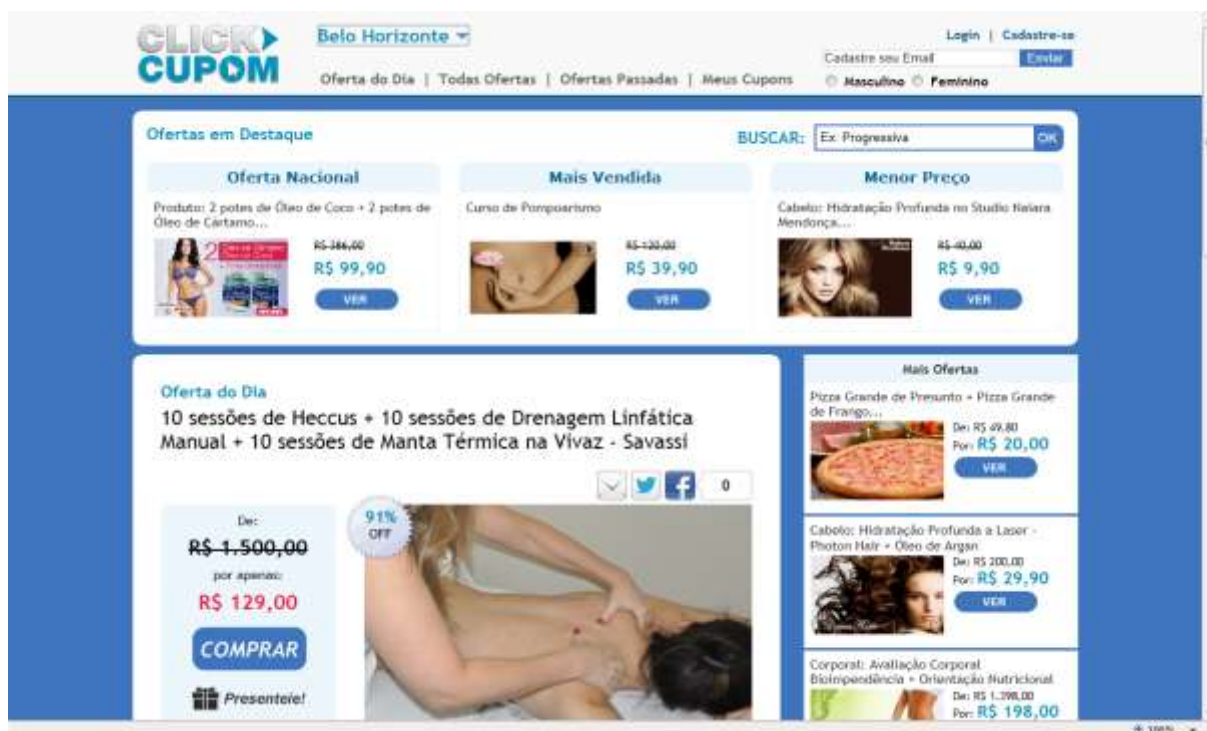 CLICK
CUPOM
Belo Horizonte
Login | Cadastre-se
Cadastre seu Email
Enviar
Masculino Feminino
Oferta do Dia | Todas Ofertas | Ofertas Passadas | Meus Cupons
Ofertas em Destaque
BUSCAR: Ex. Progressiva OK
Oferta Nacional
Produto: 2 potes de Óleo de Coco + 2 potes de
Óleo de Cártamo...
R$ 386,00
R$ 99,90
VER
Mais Vendida
Curso de Pompoarismo
R$ 120,00
R$ 39,90
VER
Menor Preço
Cabelo: Hidratação Profunda no Studio Naiara
Mendonça...
R$ 40,00
R$ 9,90
VER
Oferta do Dia
10 sessões de Heccus + 10 sessões de Drenagem Linfática
Manual + 10 sessões de Manta Térmica na Vivaz - Savassi
0
De:
R$ 1.500,00
por apenas:
R$ 129,00
COMPRAR
Presenteie!
91%
OFF
Mais Ofertas
Pizza Grande de Presunto + Pizza Grande
de Frango...
De: R$ 49,80
Por: R$ 20,00
VER
Cabelo: Hidratação Profunda a Laser -
Photon Hair + Óleo de Argan
De: R$ 200,00
Por: R$ 29,90
VER
Corporal: Avaliação Corporal
Bioimpendência + Orientação Nutricional
De: R$ 1.398,00
Por: R$ 198,00